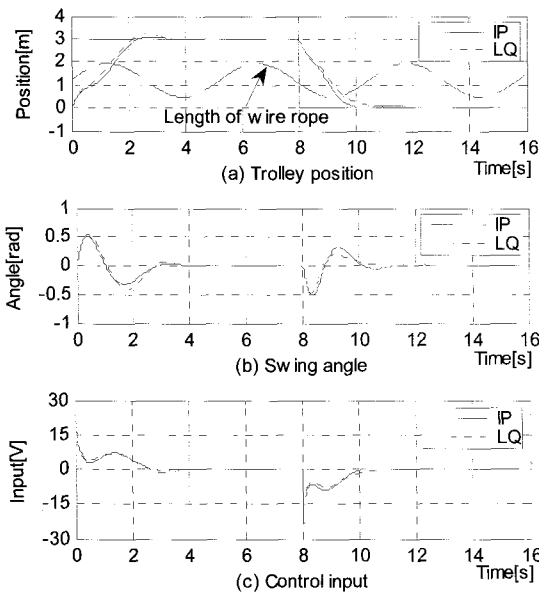 Position[m]
4
3
2
1
0
-1
IP
LQ
Length of wire rope
0 2 4 6 8 10 12 14 16
Time[s]
(a) Trolley position
Angle[rad]
1
0.5
0
-0.5
-1
IP
LQ
0 2 4 6 8 10 12 14 16
Time[s]
(b) Swing angle
Input[V]
30
15
0
-15
-30
IP
LQ
0 2 4 6 8 10 12 14 16
Time[s]
(c) Control input